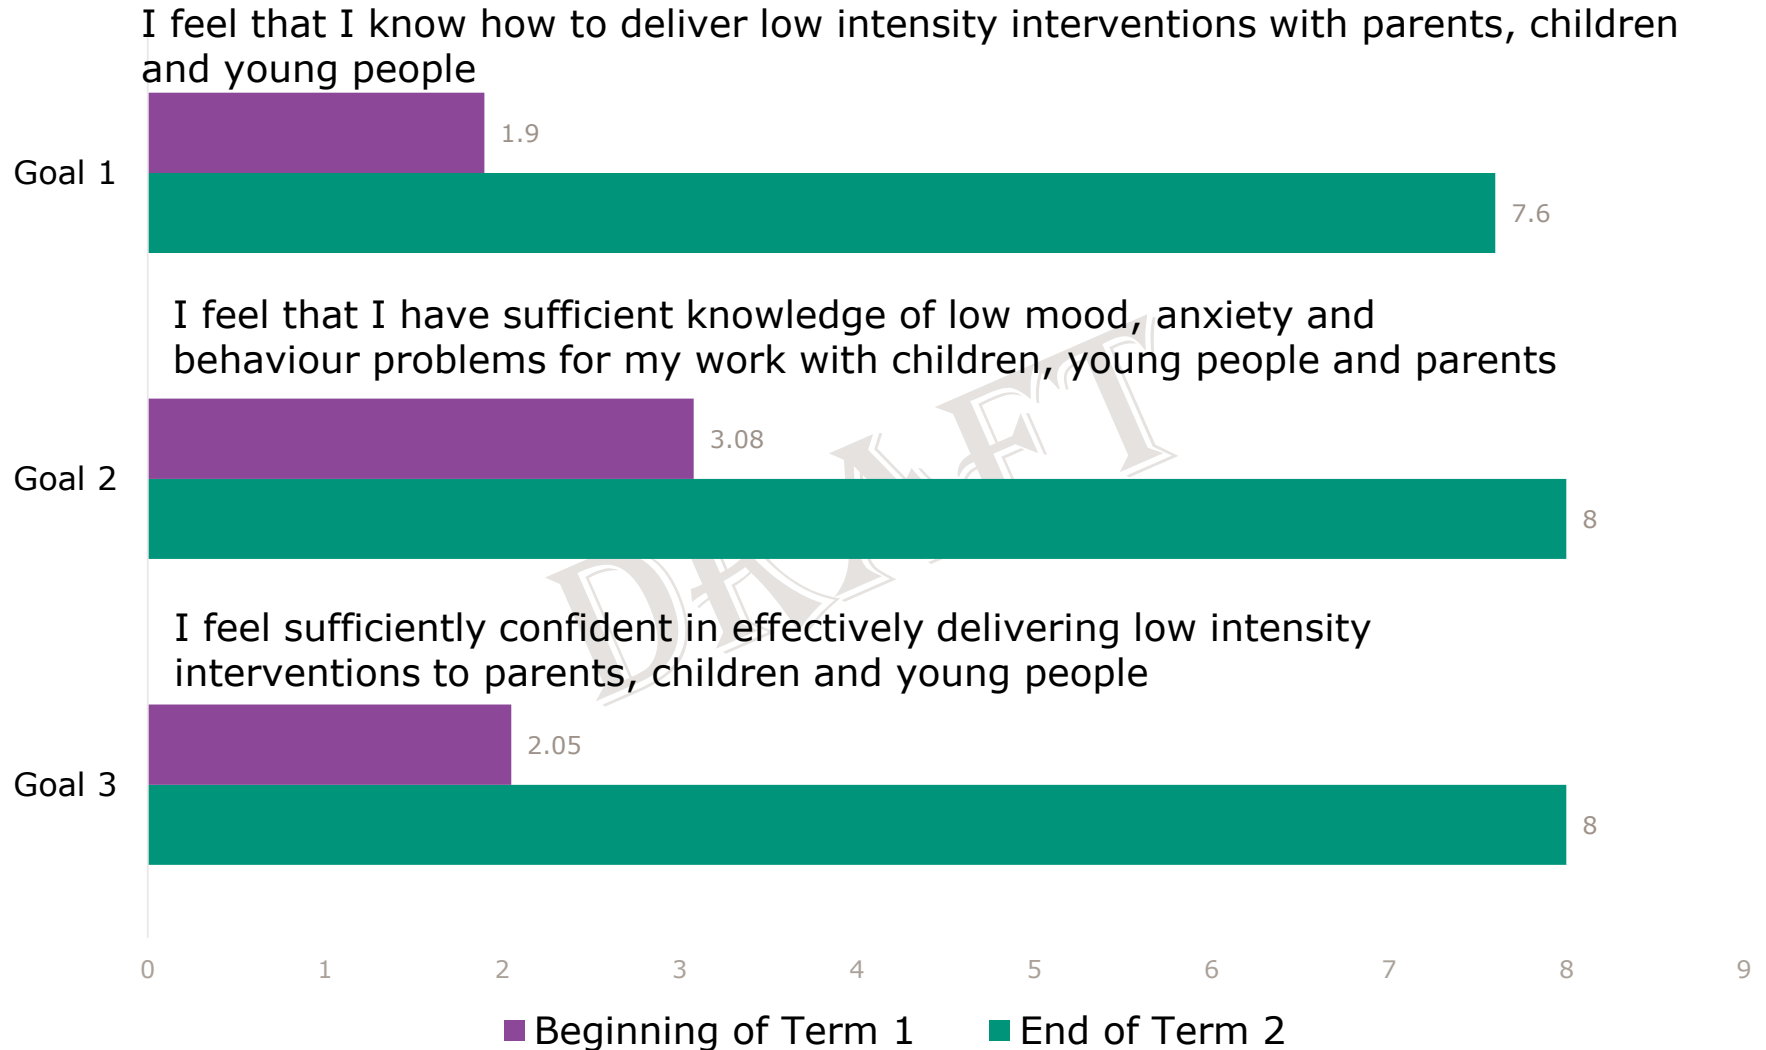 I feel that I know how to deliver low intensity interventions with parents, children
and young people
1.9
Goal 1
7.6
I feel that I have sufficient knowledge of low mood, anxiety and
behaviour problems for my work with children, young people and parents
3.08
Goal 2
8
DRAFT
I feel sufficiently confident in effectively delivering low intensity
interventions to parents, children and young people
2.05
Goal 3
8
0 1 2 3 4 5 6 7 8 9
Beginning of Term 1 End of Term 2